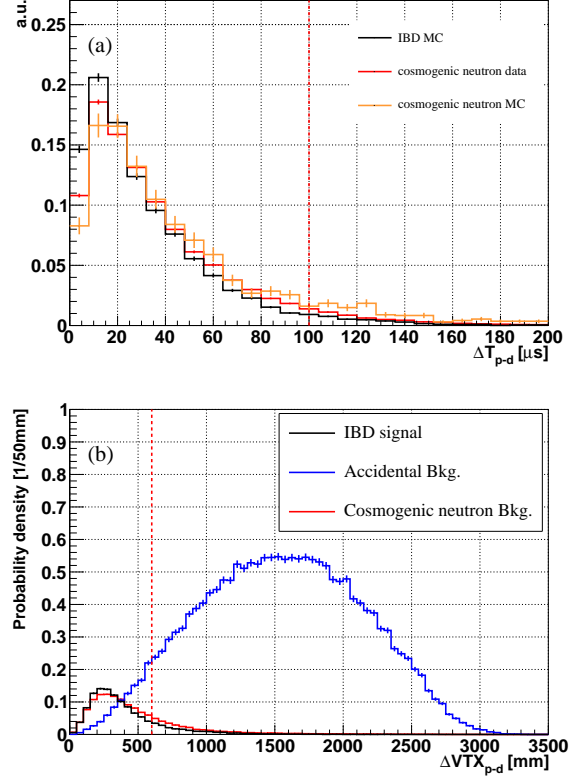 a.u.
0.25
0.2
0.15
0.1
0.05
0
(a)
IBD MC
cosmogenic neutron data
cosmogenic neutron MC
0 20 40 60 80 100 120 140 160 180 200
ΔT p-d [μs]
Probability density [1/50mm]
1
0.9
0.8
0.7
0.6
0.5
0.4
0.3
0.2
0.1
0
(b)
IBD signal
Accidental Bkg.
Cosmogenic neutron Bkg.
0 500 1000 1500 2000 2500 3000 3500
ΔVTX p-d [mm]